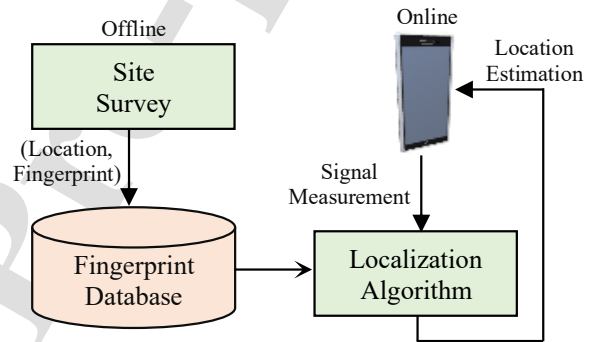 Offline
Site
Survey
(Location,
Fingerprint)
Fingerprint
Database
Online
Location
Estimation
Signal
Measurement
Localization
Algorithm